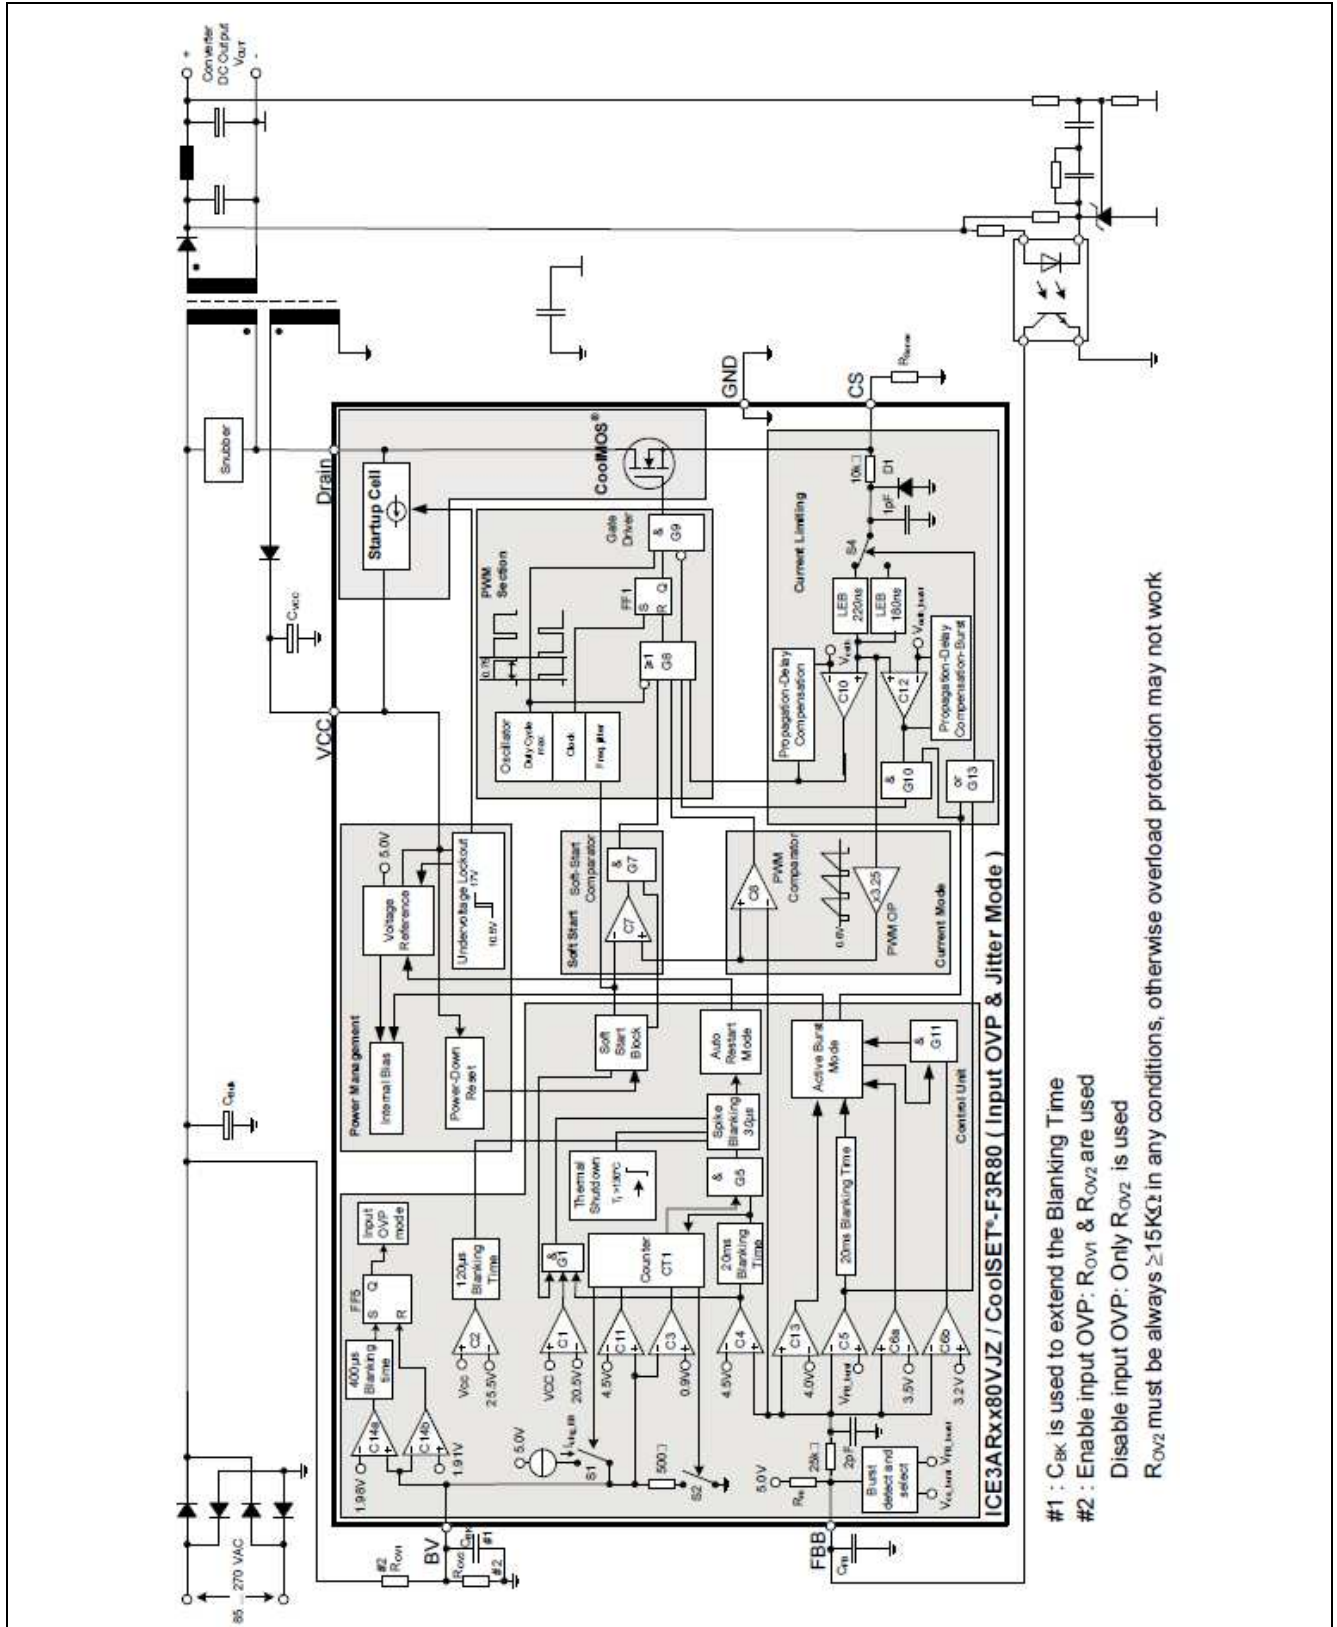 85 ... 270 VAC
Snubber
Converter
DC Output
VOUT
+
-
CBulk
CVCC
VCC
Drain
Power Management
Internal Bias
Voltage
Reference
5.0V
Power-Down
Reset
Undervoltage Lockout
17V
10.5V
Startup Cell
CoolMOS®
#2
ROV1
BV
ROV2
CBK
#1
#2
1.98V
C14a
400µs
Blanking
time
FF5
S
Q
R
Input
OVP
mode
C14b
1.91V
Vcc
C2
25.5V
120µs
Blanking
Time
VCC
C1
20.5V
&
G1
Thermal
Shutdown
Tj >130°C
Spike
Blanking
30µs
Auto
Restart
Mode
Soft
Start
Block
Soft Start
Soft-Start
Comparator
C7
&
G7
PWM
Section
0.75
Oscillator
Duty Cycle
max
Clock
Freq. jitter
≥1
G8
FF1
S
R
Q
Gate
Driver
&
G9
GND
5.0V
Ichg_EB
S1
4.5V
C11
Counter
CT1
C3
0.9V
500Ω
S2
4.5V
C4
20ms
Blanking
Time
&
G5
5.0V
RFB
25kΩ
2pF
FBB
CFB
Burst
detect and
select
Vcs_burst
VFB_burst
4.0V
C13
C5
VFB_burst
20ms Blanking Time
C6a
3.5V
C6b
3.2V
Active Burst
Mode
&
G11
Control Unit
C8
PWM
Comparator
0.6V
x3.25
PWM OP
Current Mode
Propagation-Delay
Compensation
Vcsth
C10
C12
Vcsth_burst
Propagation-Delay
Compensation-Burst
&
G10
or
G13
LEB
220ns
LEB
180ns
S4
1pF
10kΩ
D1
Current Limiting
CS
RSense
ICE3ARxx80VJZ / CoolSET®-F3R80 ( Input OVP & Jitter Mode )
#1 : CBK is used to extend the Blanking Time
#2 : Enable input OVP: ROV1 & ROV2 are used
Disable input OVP: Only ROV2 is used
ROV2 must be always ≥15KΩ in any conditions, otherwise overload protection may not work